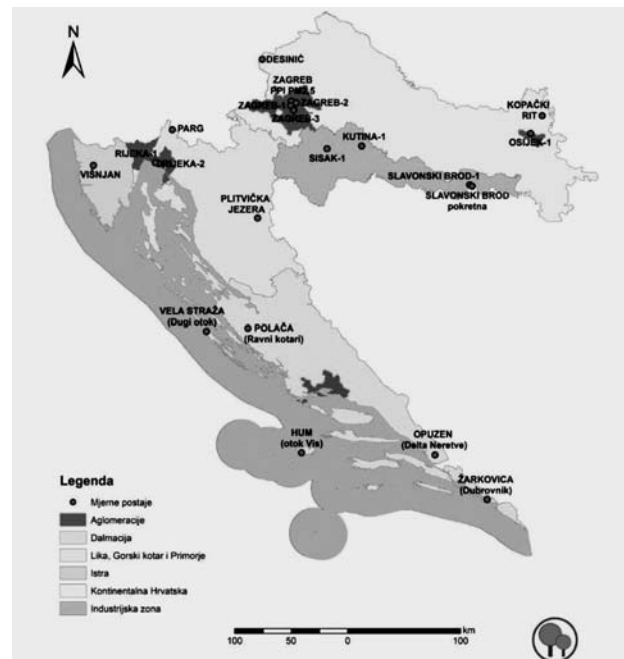 N
DESINIĆ
ZAGREB
PPI PM2,5
ZAGREB-1
ZAGREB-2
ZAGREB-3
KOPAČKI
RIT
OSIJEK-1
PARG
RIJEKA-1
RIJEKA-2
VIŠNJAN
KUTINA-1
SISAK-1
SLAVONSKI BROD-1
SLAVONSKI BROD
pokretna
PLITVIČKA
JEZERA
VELA STRAŽA
(Dugi otok)
POLAČA
(Ravni kotari)
HUM
(otok Vis)
OPUZEN
(Delta Neretve)
ŽARKOVICA
(Dubrovnik)
Legenda
Mjerne postaje
Aglomeracije
Dalmacija
Lika, Gorski kotar i Primorje
Istra
Kontinentalna Hrvatska
Industrijska zona
km
100 50 0 100